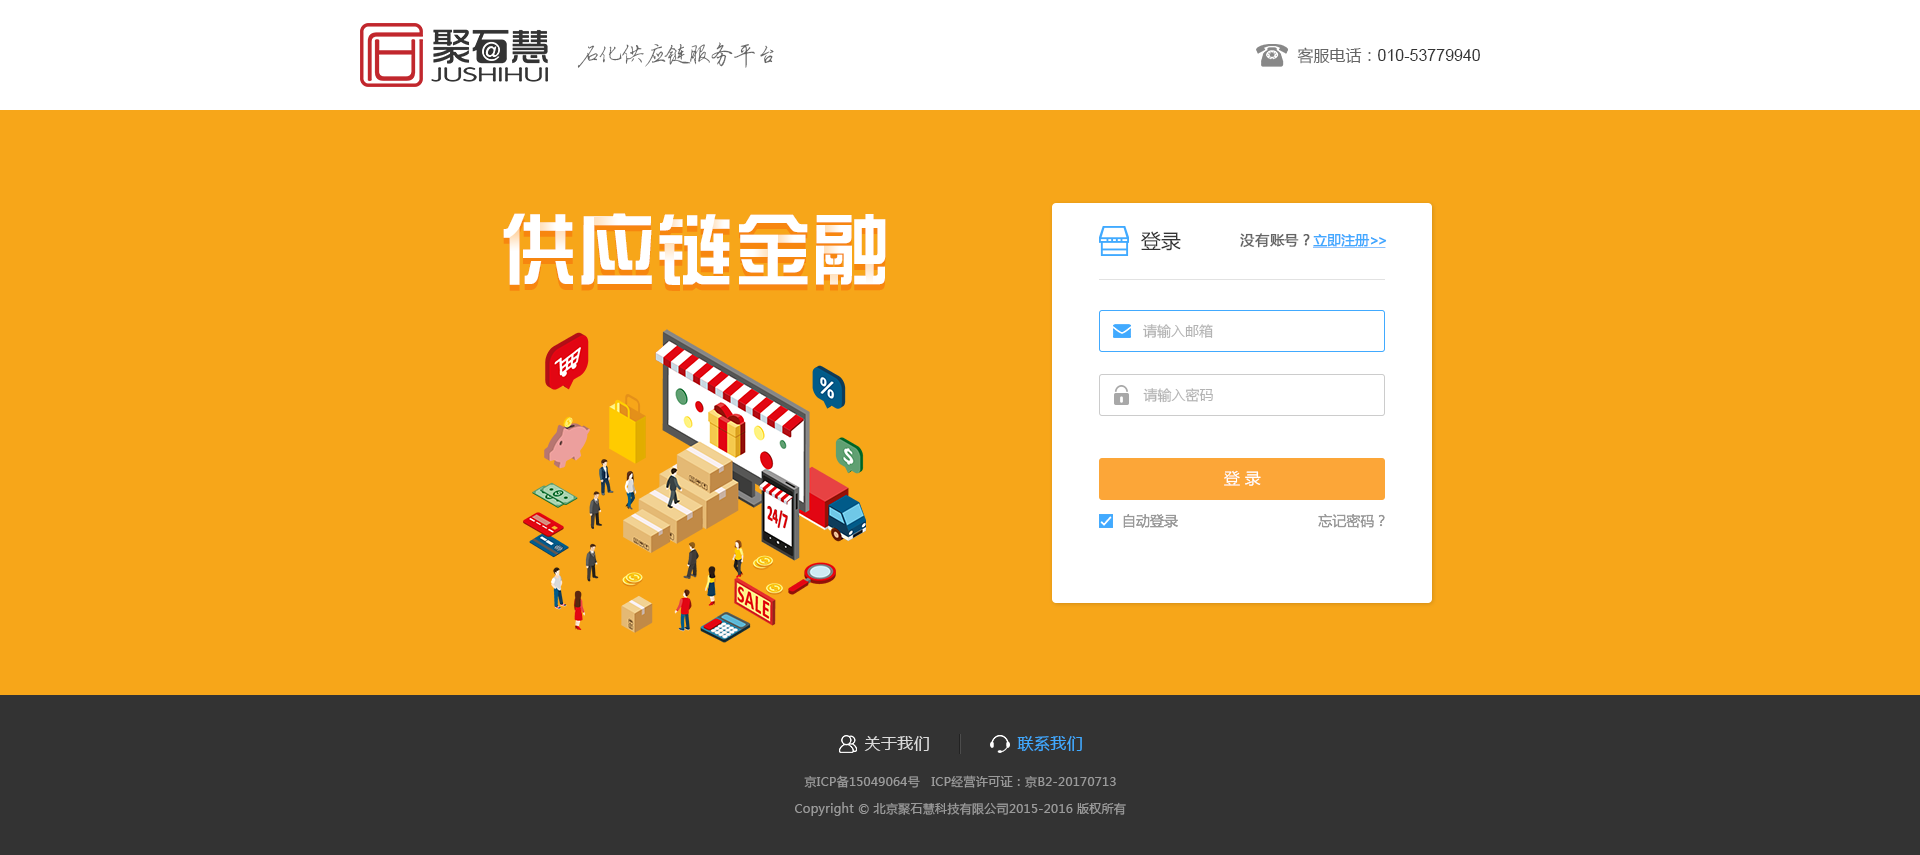 聚石慧
JUSHIHUI
石化供应链服务平台
客服电话：010-53779940
供应链金融
登录
没有账号？立即注册>>
请输入邮箱
请输入密码
登 录
自动登录
忘记密码？
%
$
24/7
SALE
关于我们
联系我们
京ICP备15049064号 ICP经营许可证：京B2-20170713
Copyright © 北京聚石慧科技有限公司2015-2016 版权所有